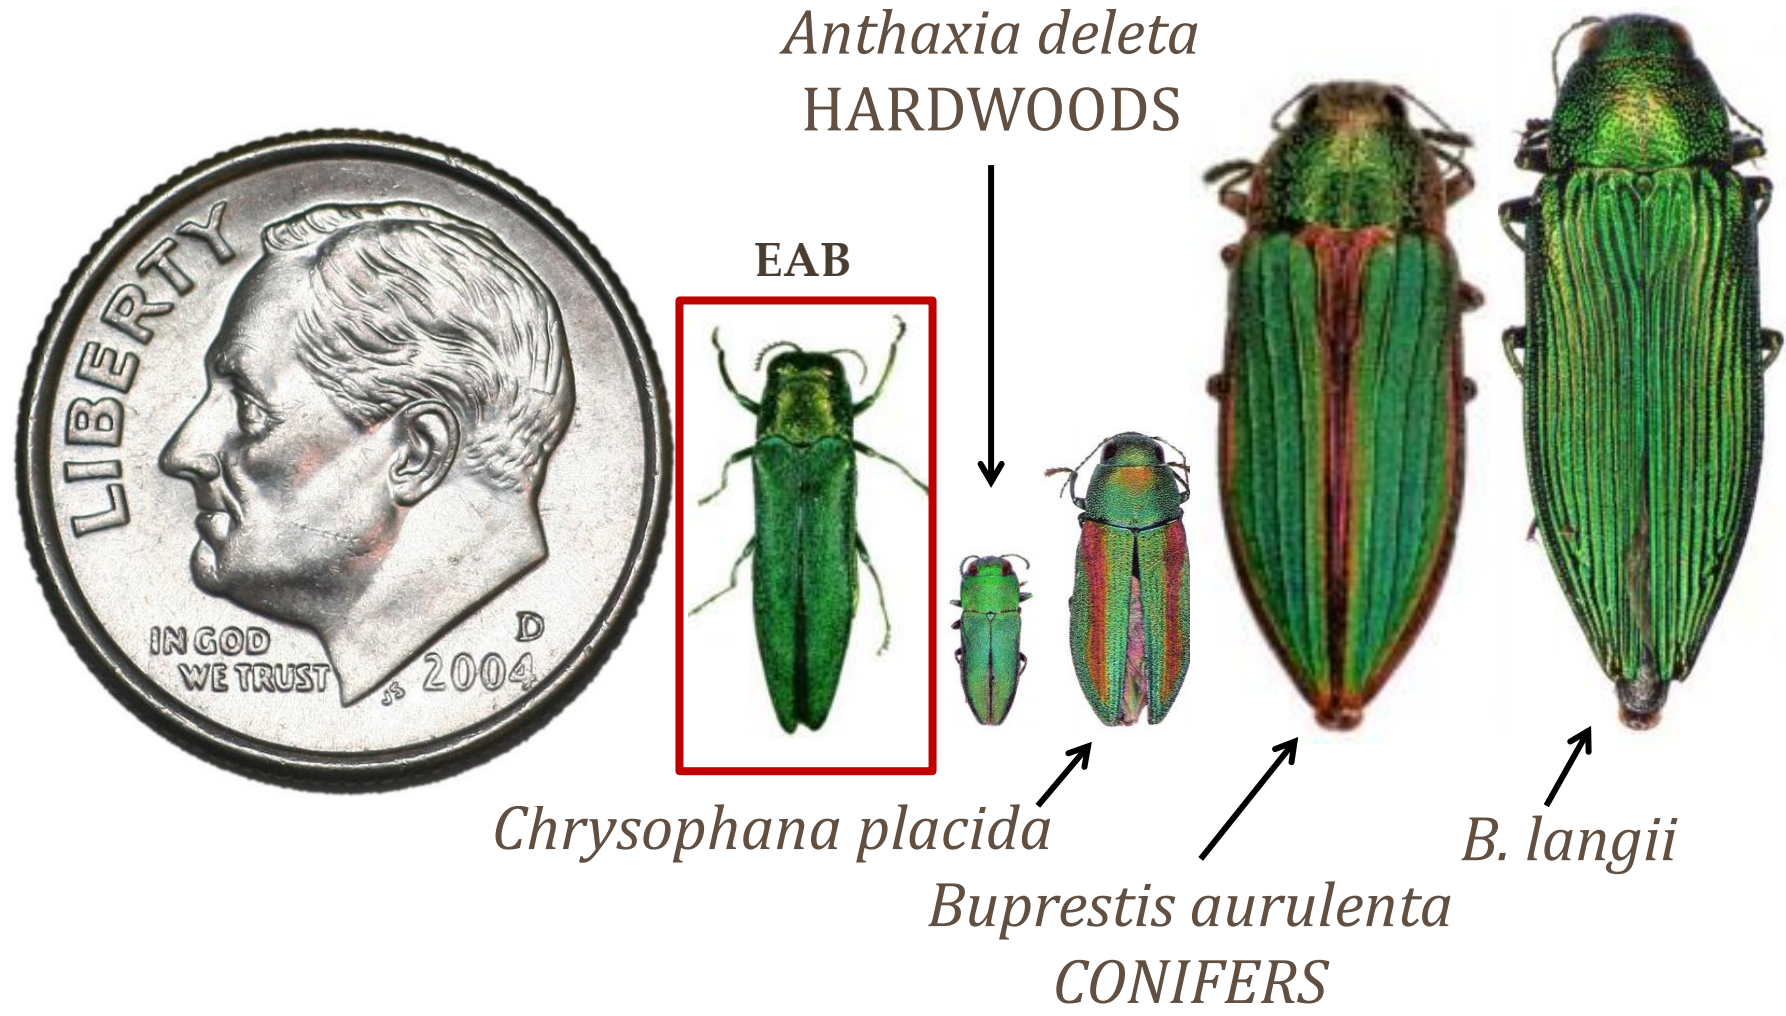 Anthaxia deleta
HARDWOODS
EAB
LIBERTY
IN GOD
WE TRUST
JS
D
2004
Chrysophana placida
B. langii
Buprestis aurulenta
CONIFERS